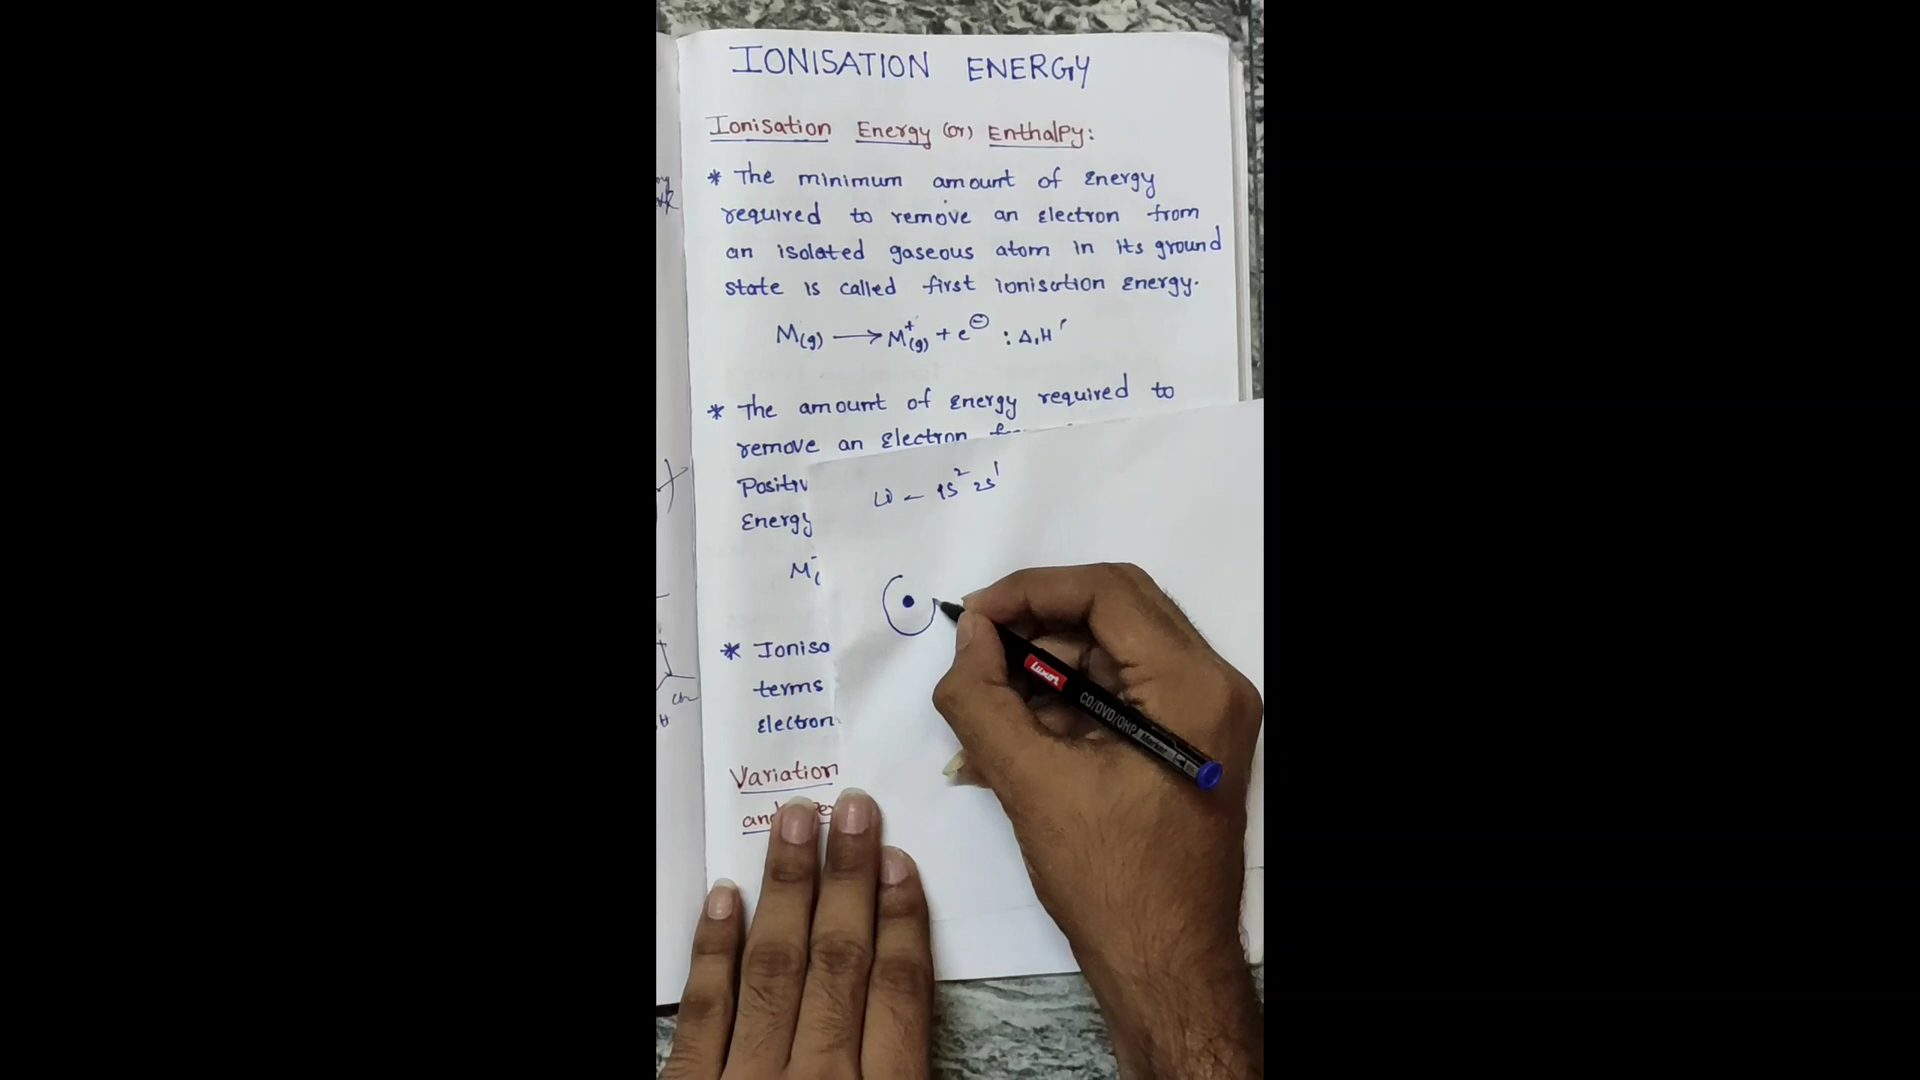 IONISATION ENERGY
Ionisation Energy (or) Enthalpy:
* The minimum amount of Energy
required to remove an Electron from
an isolated gaseous atom in its ground
state is called first ionisation Energy.
M(g) ⟶ M⁺(g) + e⊖ : Δ,H′
* The amount of Energy required to
remove an Electron
Positiv
Energy
Li – 1s² 2s¹
M(
* Ionisa
terms
Electron
Variation
Luxor
CD/DVD/OHP Marker